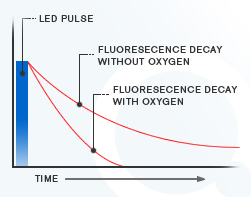 LED PULSE
FLUORESECENCE DECAY
WITHOUT OXYGEN
FLUORESECENCE DECAY
WITH OXYGEN
TIME